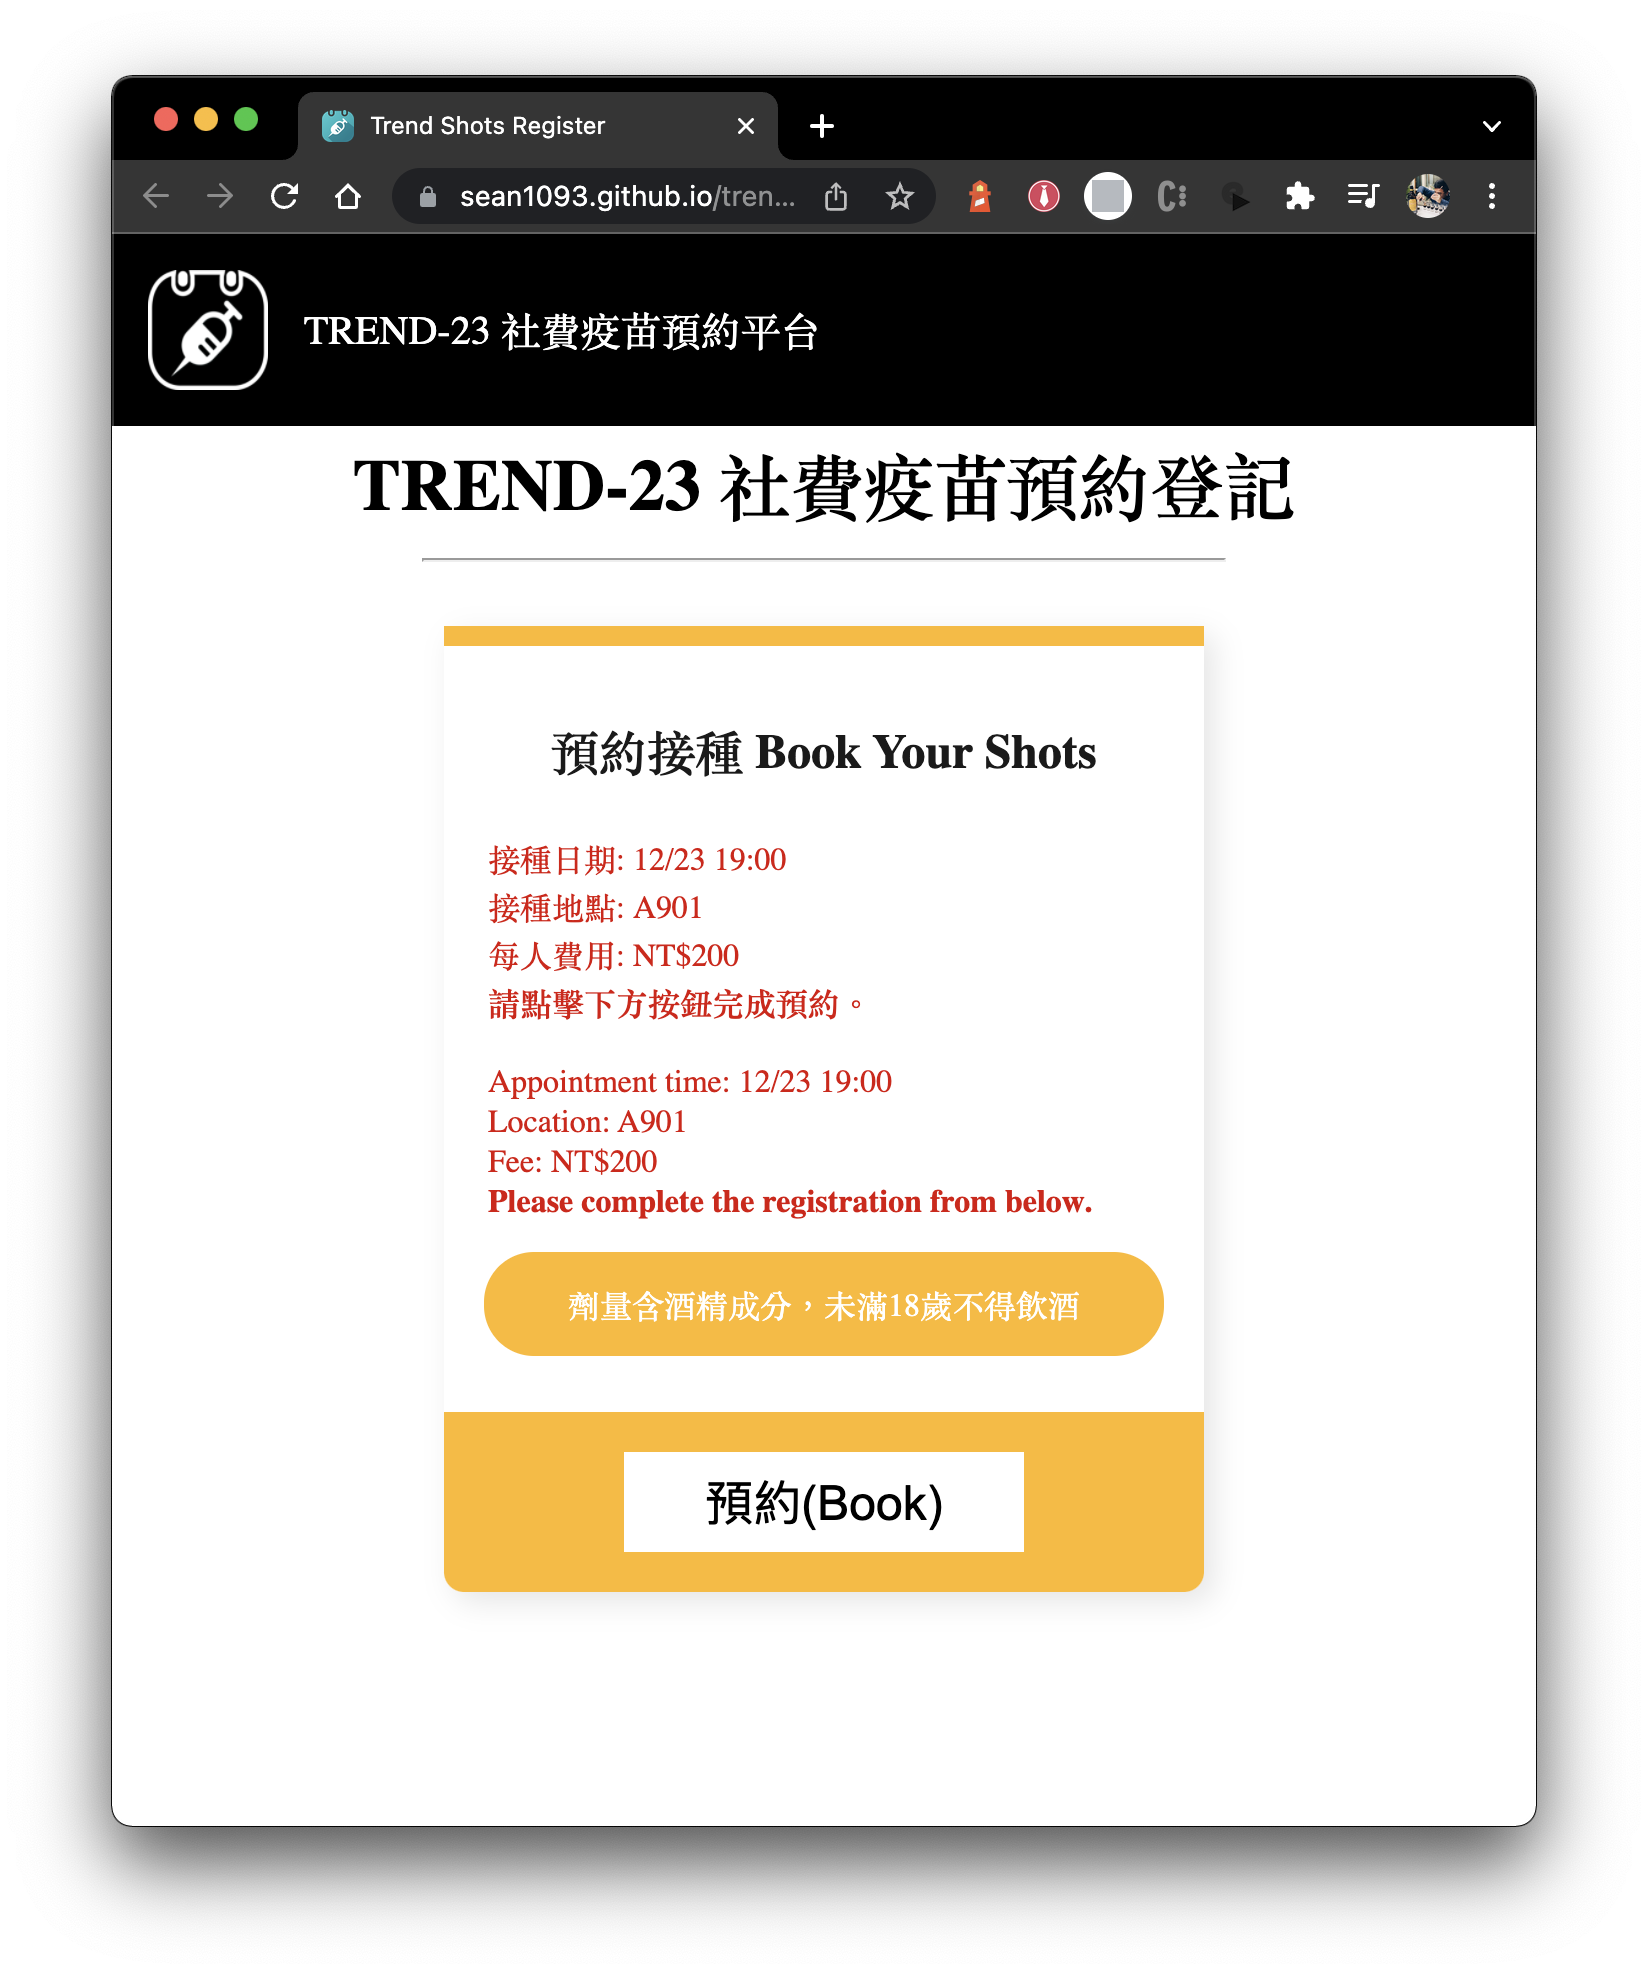 Trend Shots Register
sean1093.github.io/tren...
TREND-23 社費疫苗預約平台
TREND-23 社費疫苗預約登記
預約接種 Book Your Shots
接種日期: 12/23 19:00
接種地點: A901
每人費用: NT$200
請點擊下方按鈕完成預約。
Appointment time: 12/23 19:00
Location: A901
Fee: NT$200
Please complete the registration from below.
劑量含酒精成分，未滿18歲不得飲酒
預約(Book)